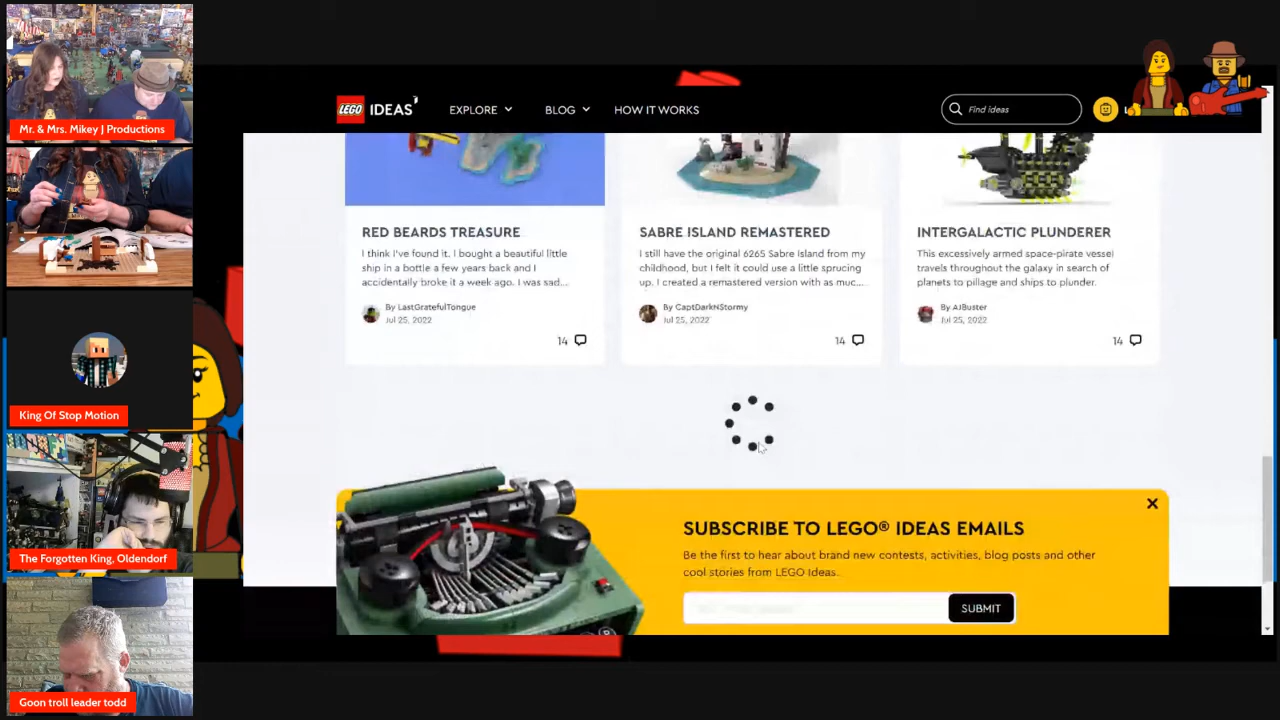 Mr. & Mrs. Mikey J Productions
King Of Stop Motion
The Forgotten King, Oldendorf
Goon troll leader todd
LEGO IDEAS
EXPLORE
BLOG
HOW IT WORKS
Find ideas
RED BEARDS TREASURE
I think I've found it. I bought a beautiful little
ship in a bottle a few years back and I
accidentally broke it a week ago. I was sad...
By LastGratefulTongue
Jul 25, 2022
14
SABRE ISLAND REMASTERED
I still have the original 6265 Sabre Island from my
childhood, but I felt it could use a little sprucing
up. I created a remastered version with as muc...
By CaptDarkNStormy
Jul 25, 2022
14
INTERGALACTIC PLUNDERER
This excessively armed space-pirate vessel
travels throughout the galaxy in search of
planets to pillage and ships to plunder.
By AJBuster
Jul 25, 2022
14
SUBSCRIBE TO LEGO® IDEAS EMAILS
Be the first to hear about brand new contests, activities, blog posts and other
cool stories from LEGO Ideas.
SUBMIT